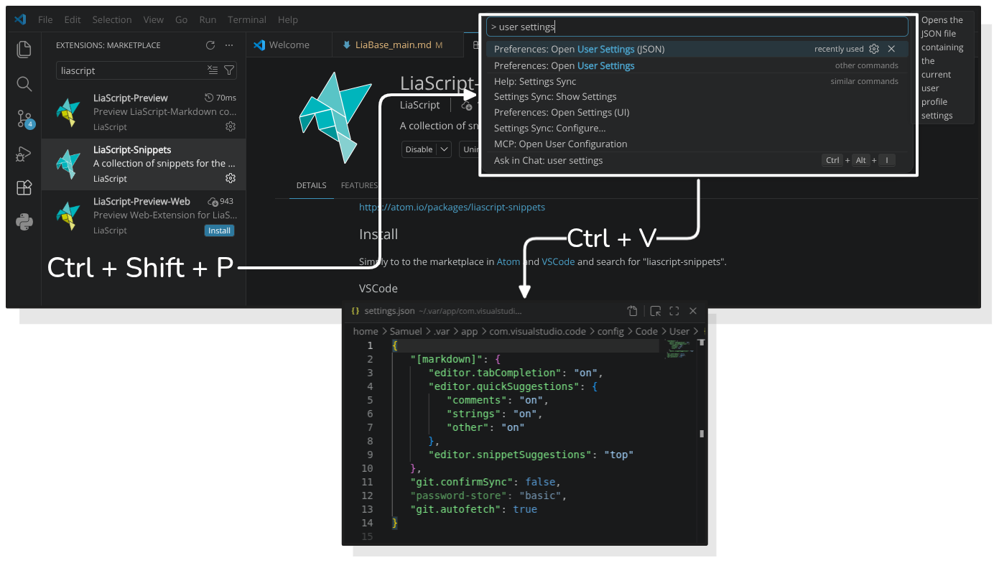 File Edit Selection View Go Run Terminal Help
EXTENSIONS: MARKETPLACE
liascript
LiaScript-Preview 70ms
Preview LiaScript-Markdown co...
LiaScript
LiaScript-Snippets
A collection of snippets for the ...
LiaScript
LiaScript-Preview-Web 943
Preview Web-Extension for LiaS...
LiaScript Install
4
Ctrl + Shift + P
Welcome LiaBase_main.md M
LiaScript-
LiaScript
A collection of sn
Disable
DETAILS FEATURES
https://atom.io/packages/liascript-snippets
Install
Simply to to the marketplace in Atom and VSCode and search for "liascript-snippets".
VSCode
> user settings
Preferences: Open User Settings (JSON) recently used
Preferences: Open User Settings other commands
Help: Settings Sync similar commands
Settings Sync: Show Settings
Preferences: Open Settings (UI)
Settings Sync: Configure...
MCP: Open User Configuration
Ask in Chat: user settings Ctrl + Alt + I
Opens the
JSON file
containing
the
current
user
profile
settings
Ctrl + V
{} settings.json ~/.var/app/com.visualstudi...
home > Samuel > .var > app > com.visualstudio.code > config > Code > User >
1 {
2 "[markdown]": {
3 "editor.tabCompletion": "on",
4 "editor.quickSuggestions": {
5 "comments": "on",
6 "strings": "on",
7 "other": "on"
8 },
9 "editor.snippetSuggestions": "top"
10 },
11 "git.confirmSync": false,
12 "password-store": "basic",
13 "git.autofetch": true
14 }
15